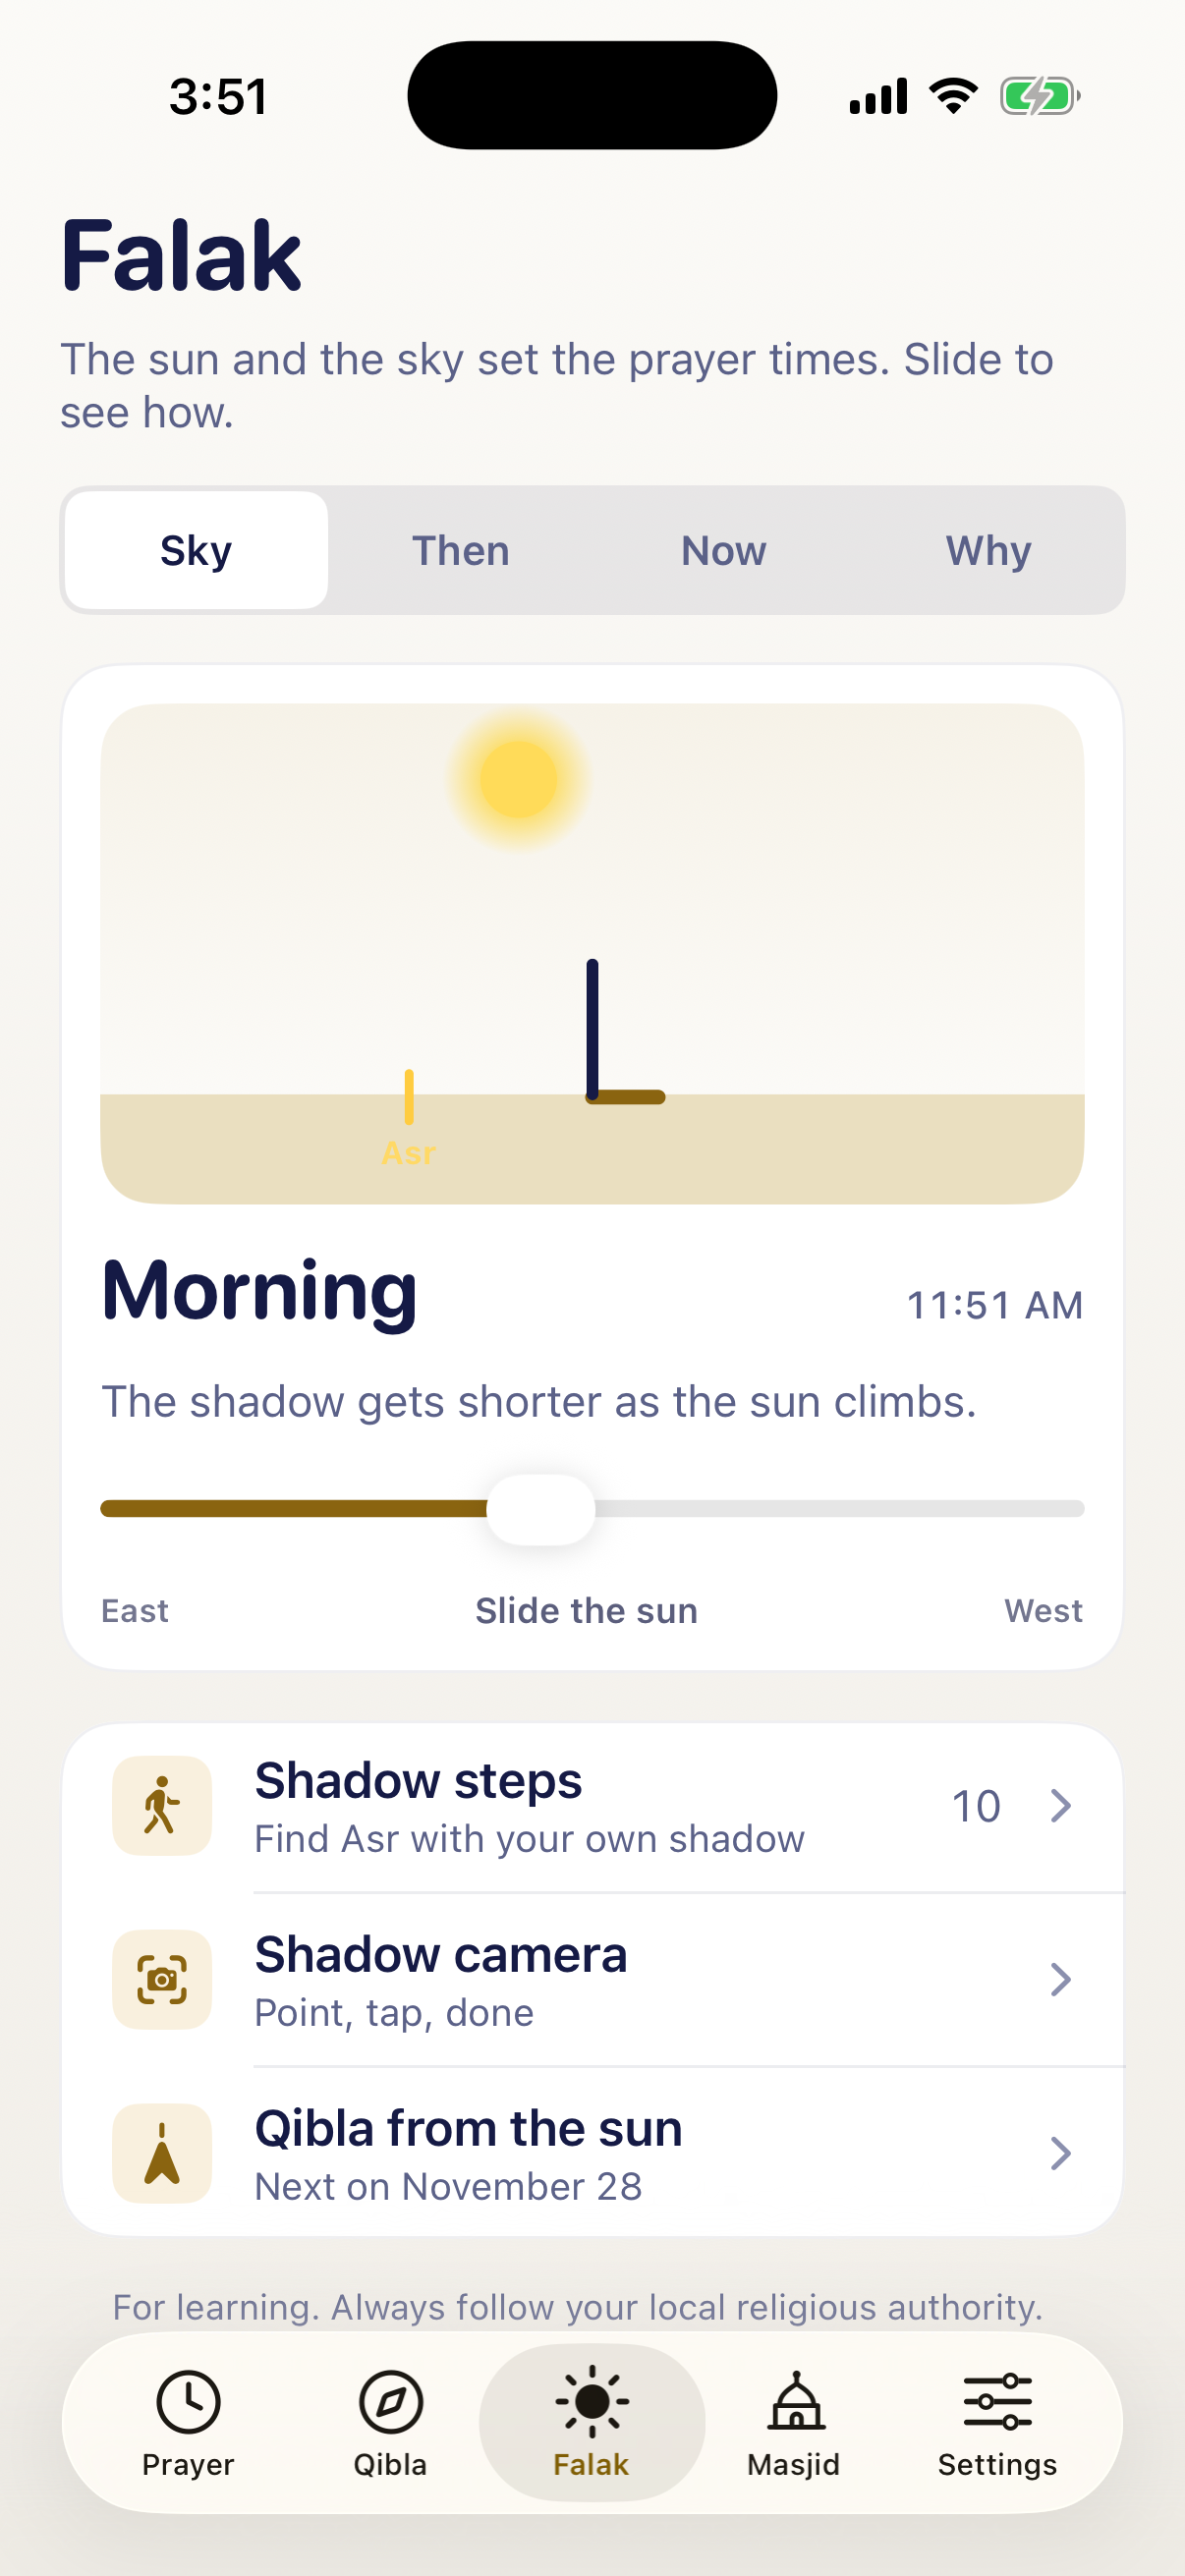 3:51
Falak
The sun and the sky set the prayer times. Slide to
see how.
Sky
Then
Now
Why
Asr
Morning
11:51 AM
The shadow gets shorter as the sun climbs.
East
Slide the sun
West
Shadow steps
Find Asr with your own shadow
10
Shadow camera
Point, tap, done
Qibla from the sun
Next on November 28
For learning. Always follow your local religious authority.
Prayer
Qibla
Falak
Masjid
Settings